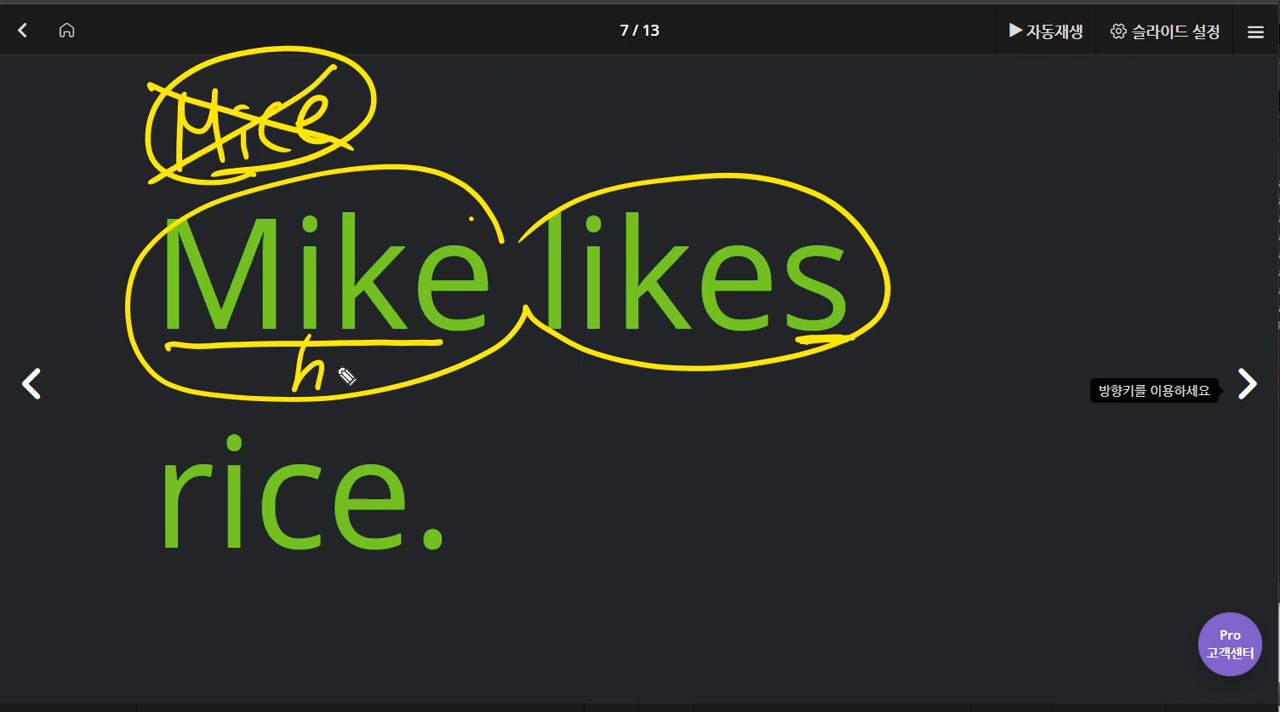 7 / 13
자동재생
슬라이드 설정
Mice
Mike likes
h
rice.
방향키를 이용하세요
Pro
고객센터